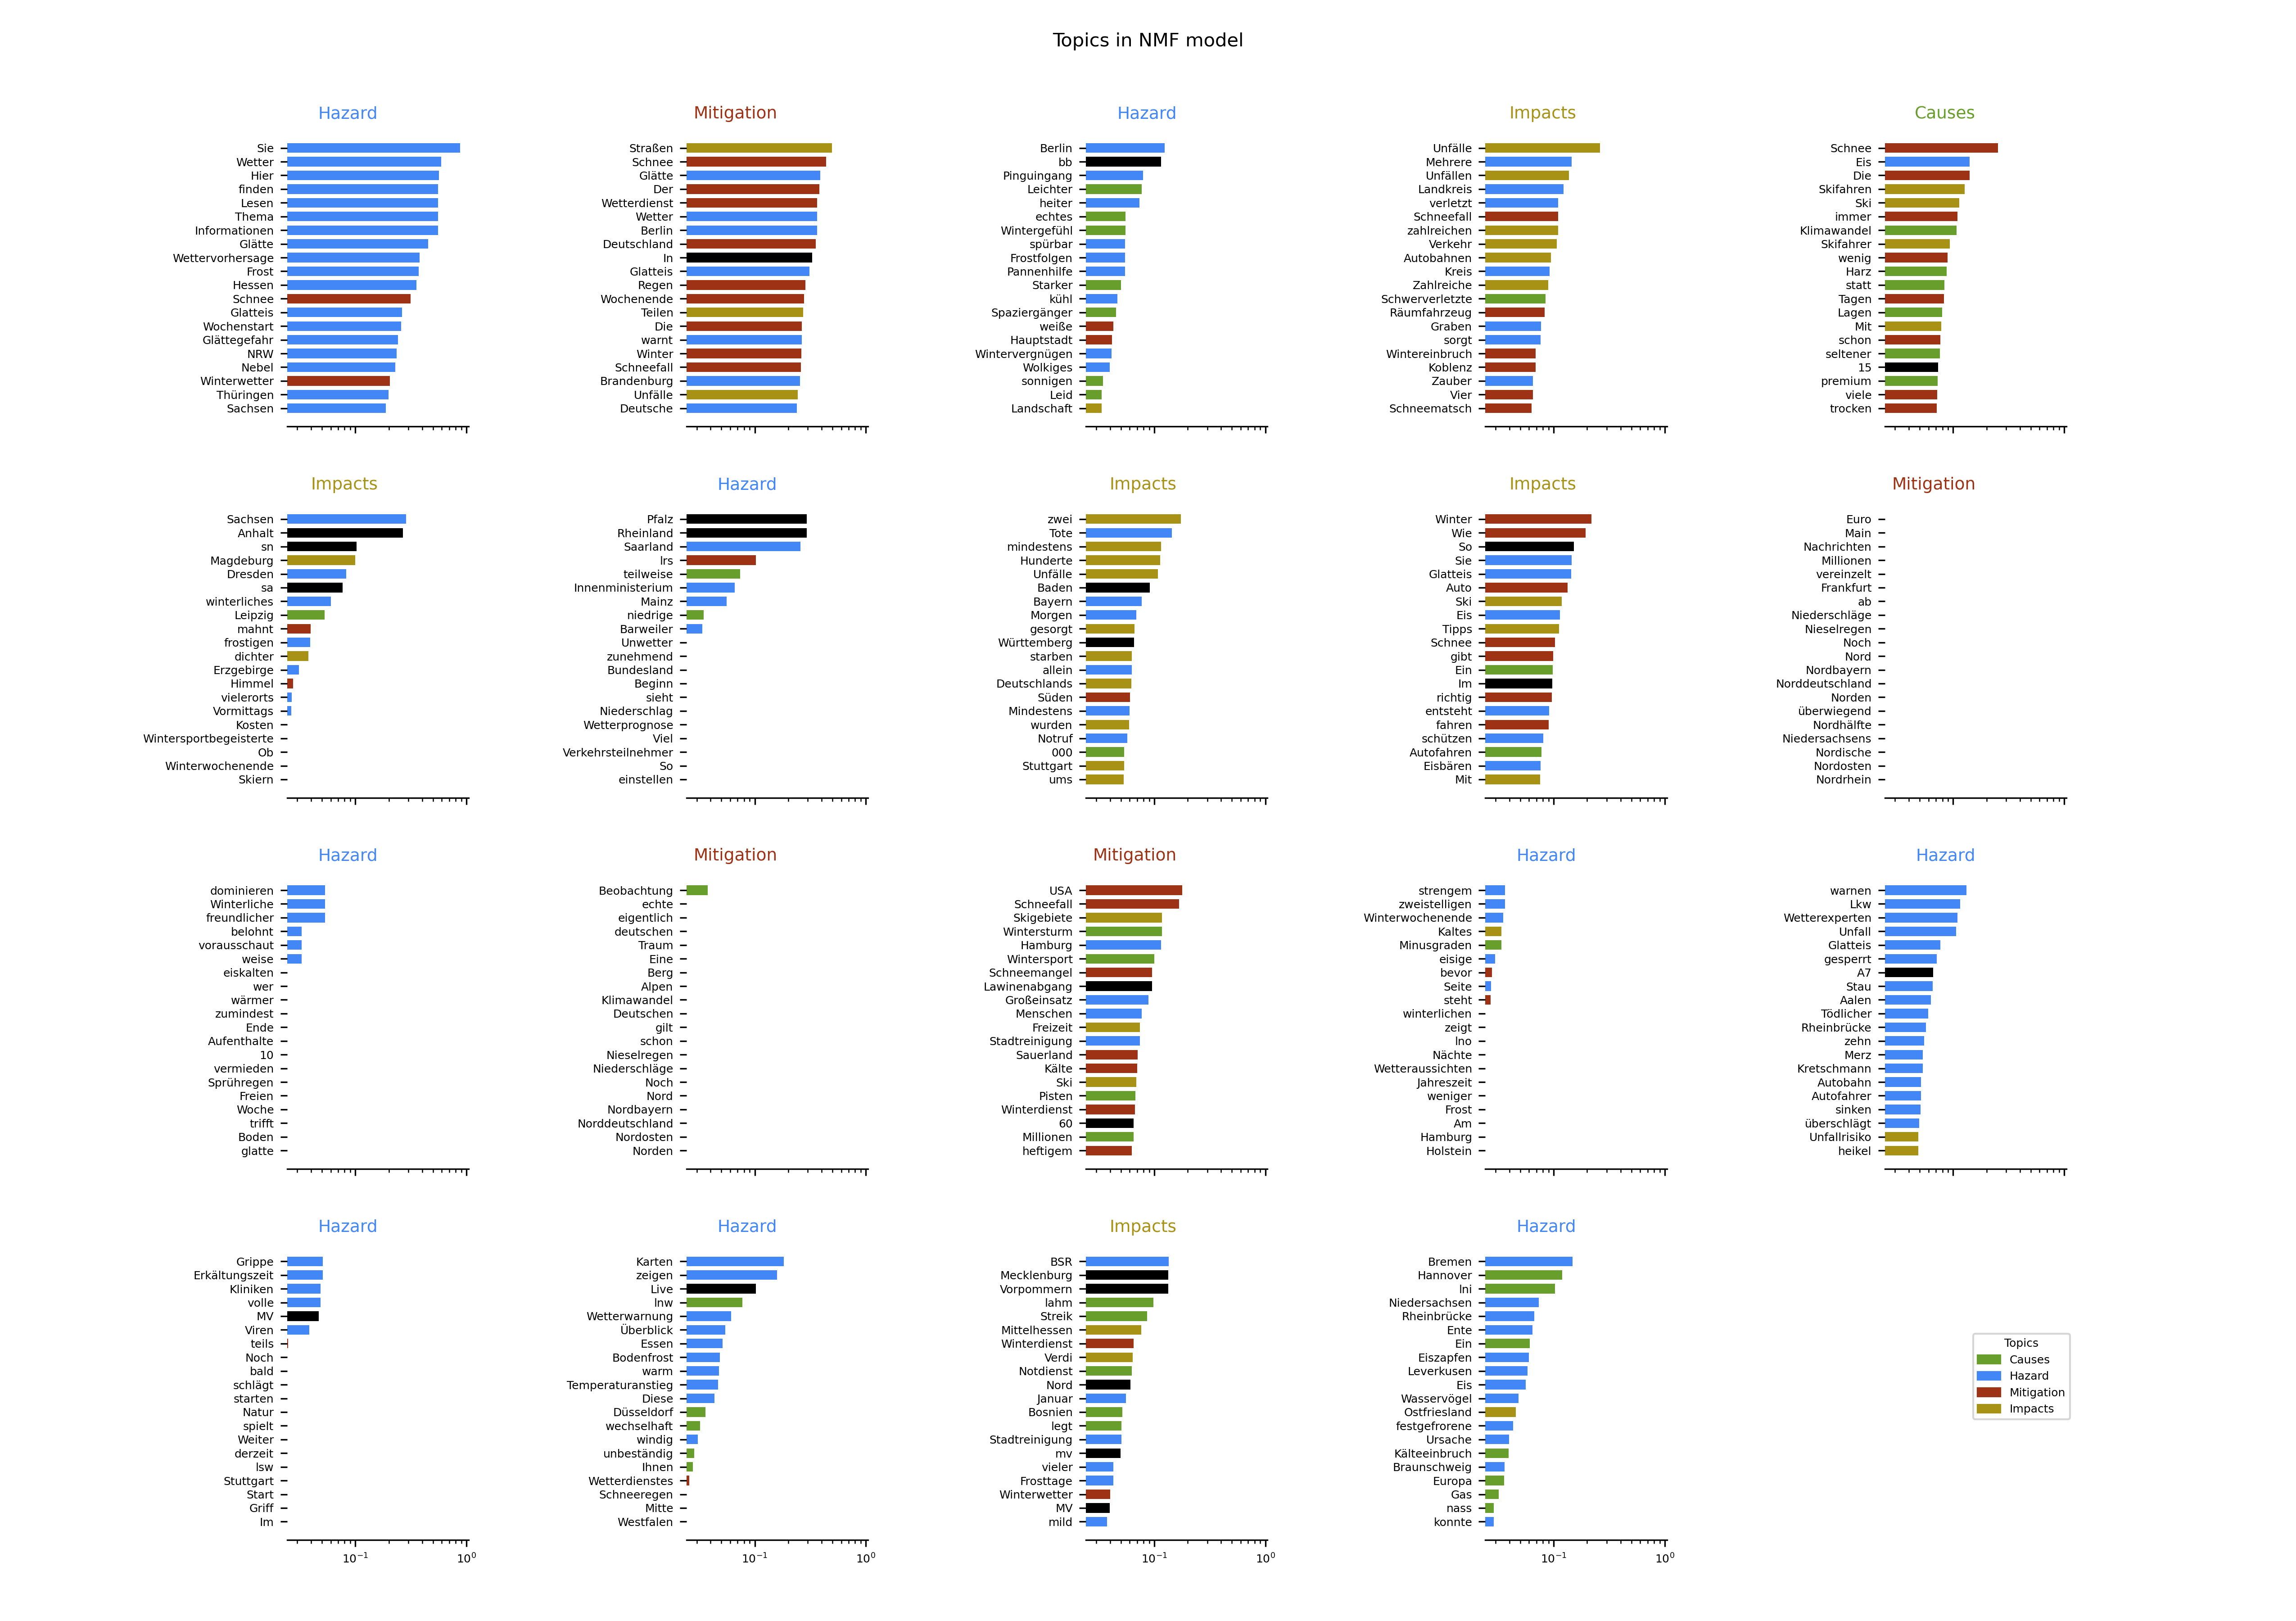 Topics in NMF model
Hazard
Sie
Wetter
Hier
finden
Lesen
Thema
Informationen
Glätte
Wettervorhersage
Frost
Hessen
Schnee
Glatteis
Wochenstart
Glättegefahr
NRW
Nebel
Winterwetter
Thüringen
Sachsen
Mitigation
Straßen
Schnee
Glätte
Der
Wetterdienst
Wetter
Berlin
Deutschland
In
Glatteis
Regen
Wochenende
Teilen
Die
warnt
Winter
Schneefall
Brandenburg
Unfälle
Deutsche
Hazard
Berlin
bb
Pinguingang
Leichter
heiter
echtes
Wintergefühl
spürbar
Frostfolgen
Pannenhilfe
Starker
kühl
Spaziergänger
weiße
Hauptstadt
Wintervergnügen
Wolkiges
sonnigen
Leid
Landschaft
Impacts
Unfälle
Mehrere
Unfällen
Landkreis
verletzt
Schneefall
zahlreichen
Verkehr
Autobahnen
Kreis
Zahlreiche
Schwerverletzte
Räumfahrzeug
Graben
sorgt
Wintereinbruch
Koblenz
Zauber
Vier
Schneematsch
Causes
Schnee
Eis
Die
Skifahren
Ski
immer
Klimawandel
Skifahrer
wenig
Harz
statt
Tagen
Lagen
Mit
schon
seltener
15
premium
viele
trocken
Impacts
Sachsen
Anhalt
sn
Magdeburg
Dresden
sa
winterliches
Leipzig
mahnt
frostigen
dichter
Erzgebirge
Himmel
vielerorts
Vormittags
Kosten
Wintersportbegeisterte
Ob
Winterwochenende
Skiern
Hazard
Pfalz
Rheinland
Saarland
lrs
teilweise
Innenministerium
Mainz
niedrige
Barweiler
Unwetter
zunehmend
Bundesland
Beginn
sieht
Niederschlag
Wetterprognose
Viel
Verkehrsteilnehmer
So
einstellen
Impacts
zwei
Tote
mindestens
Hunderte
Unfälle
Baden
Bayern
Morgen
gesorgt
Württemberg
starben
allein
Deutschlands
Süden
Mindestens
wurden
Notruf
000
Stuttgart
ums
Impacts
Winter
Wie
So
Sie
Glatteis
Auto
Ski
Eis
Tipps
Schnee
gibt
Ein
Im
richtig
entsteht
fahren
schützen
Autofahren
Eisbären
Mit
Mitigation
Euro
Main
Nachrichten
Millionen
vereinzelt
Frankfurt
ab
Niederschläge
Nieselregen
Noch
Nord
Nordbayern
Norddeutschland
Norden
überwiegend
Nordhälfte
Niedersachsens
Nordische
Nordosten
Nordrhein
Hazard
dominieren
Winterliche
freundlicher
belohnt
vorausschaut
weise
eiskalten
wer
wärmer
zumindest
Ende
Aufenthalte
10
vermieden
Sprühregen
Freien
Woche
trifft
Boden
glatte
Mitigation
Beobachtung
echte
eigentlich
deutschen
Traum
Eine
Berg
Alpen
Klimawandel
Deutschen
gilt
schon
Nieselregen
Niederschläge
Noch
Nord
Nordbayern
Norddeutschland
Nordosten
Norden
Mitigation
USA
Schneefall
Skigebiete
Wintersturm
Hamburg
Wintersport
Schneemangel
Lawinenabgang
Großeinsatz
Menschen
Freizeit
Stadtreinigung
Sauerland
Kälte
Ski
Pisten
Winterdienst
60
Millionen
heftigem
Hazard
strengem
zweistelligen
Winterwochenende
Kaltes
Minusgraden
eisige
bevor
Seite
steht
winterlichen
zeigt
lno
Nächte
Wetteraussichten
Jahreszeit
weniger
Frost
Am
Hamburg
Holstein
Hazard
warnen
Lkw
Wetterexperten
Unfall
Glatteis
gesperrt
A7
Stau
Aalen
Tödlicher
Rheinbrücke
zehn
Merz
Kretschmann
Autobahn
Autofahrer
sinken
überschlägt
Unfallrisiko
heikel
Hazard
Grippe
Erkältungszeit
Kliniken
volle
MV
Viren
teils
Noch
bald
schlägt
starten
Natur
spielt
Weiter
derzeit
lsw
Stuttgart
Start
Griff
Im
10⁻¹ 10⁰
Hazard
Karten
zeigen
Live
lnw
Wetterwarnung
Überblick
Essen
Bodenfrost
warm
Temperaturanstieg
Diese
Düsseldorf
wechselhaft
windig
unbeständig
Ihnen
Wetterdienstes
Schneeregen
Mitte
Westfalen
10⁻¹ 10⁰
Impacts
BSR
Mecklenburg
Vorpommern
lahm
Streik
Mittelhessen
Winterdienst
Verdi
Notdienst
Nord
Januar
Bosnien
legt
Stadtreinigung
mv
vieler
Frosttage
Winterwetter
MV
mild
10⁻¹ 10⁰
Hazard
Bremen
Hannover
lni
Niedersachsen
Rheinbrücke
Ente
Ein
Eiszapfen
Leverkusen
Eis
Wasservögel
Ostfriesland
festgefrorene
Ursache
Kälteeinbruch
Braunschweig
Europa
Gas
nass
konnte
10⁻¹ 10⁰
Topics
Causes
Hazard
Mitigation
Impacts